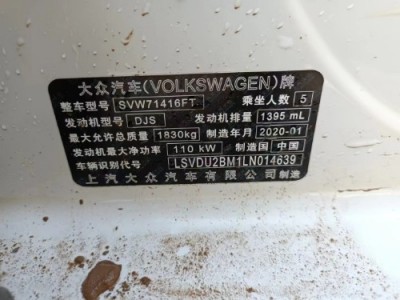 大众汽车(VOLKSWAGEN)牌
整车型号 SVW71416FT 乘坐人数 5
发动机型号 DJS 发动机排量 1395 mL
最大允许总质量 1830kg 制造年月 2020-01
发动机最大净功率 110 kW 制造国 中国
车辆识别代号 LSVDU2BM1LN014639
上汽大众汽车有限公司 制造